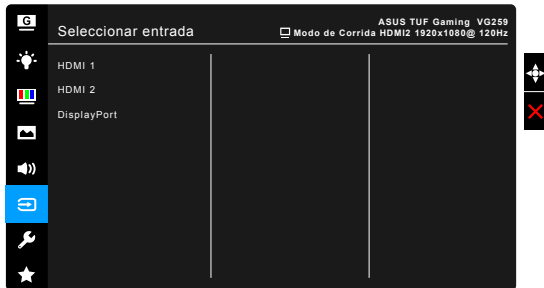 G
Seleccionar entrada
ASUS TUF Gaming VG259
Modo de Corrida HDMI2 1920x1080@ 120Hz
HDMI 1
HDMI 2
DisplayPort